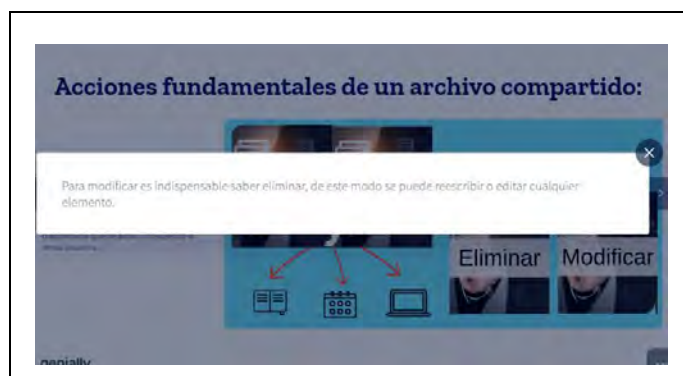 Acciones fundamentales de un archivo compartido:
Para modificar es indispensable saber eliminar, de este modo se puede reescribir o editar cualquier
elemento.
Eliminar Modificar
genially